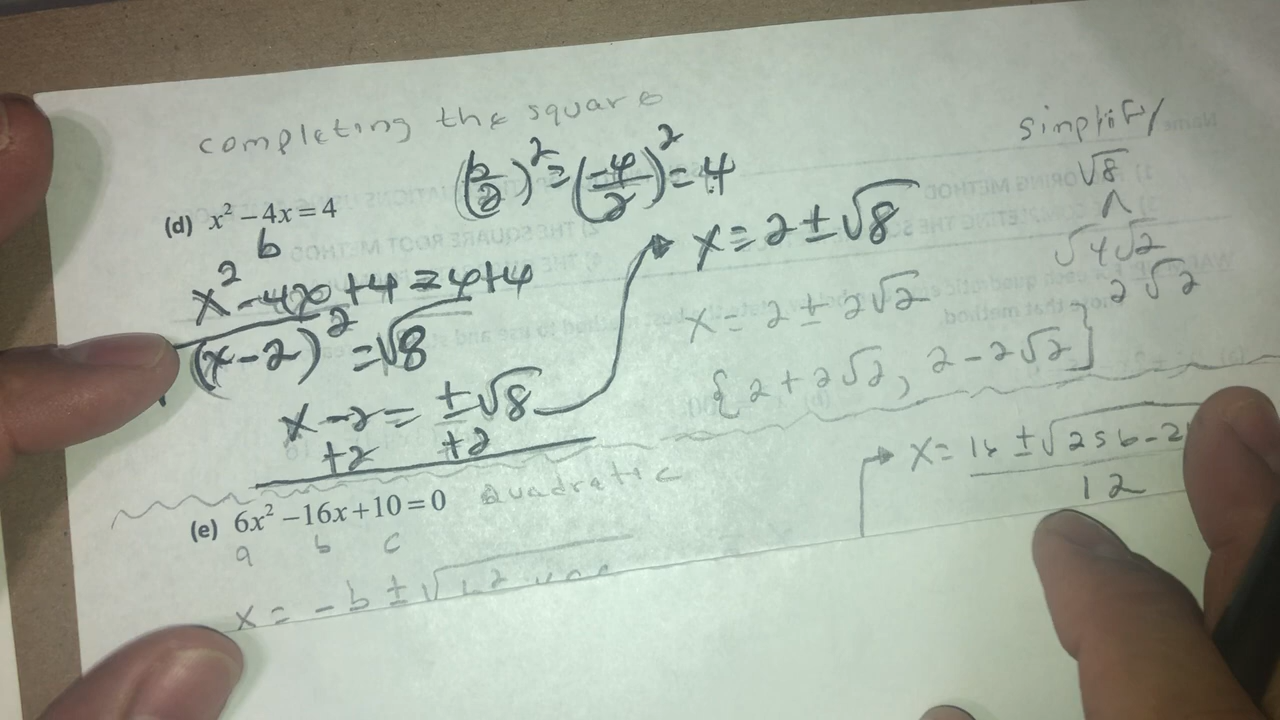 completing the square
(b/2)² = (-4/2)² = 4
(d) x² − 4x = 4
b
x² - 4x + 4 = 4 + 4
(x-2)² = √8
x - 2 = ± √8
+2 +2
x = 2 ± √8
x = 2 ± 2√2
{2 + 2√2, 2 - 2√2}
simplify
√8
√4 √2
2 √2
(e) 6x² − 16x + 10 = 0 Quadratic
a b c
x = - b ± √
x = 16 ± √256 - 2
12